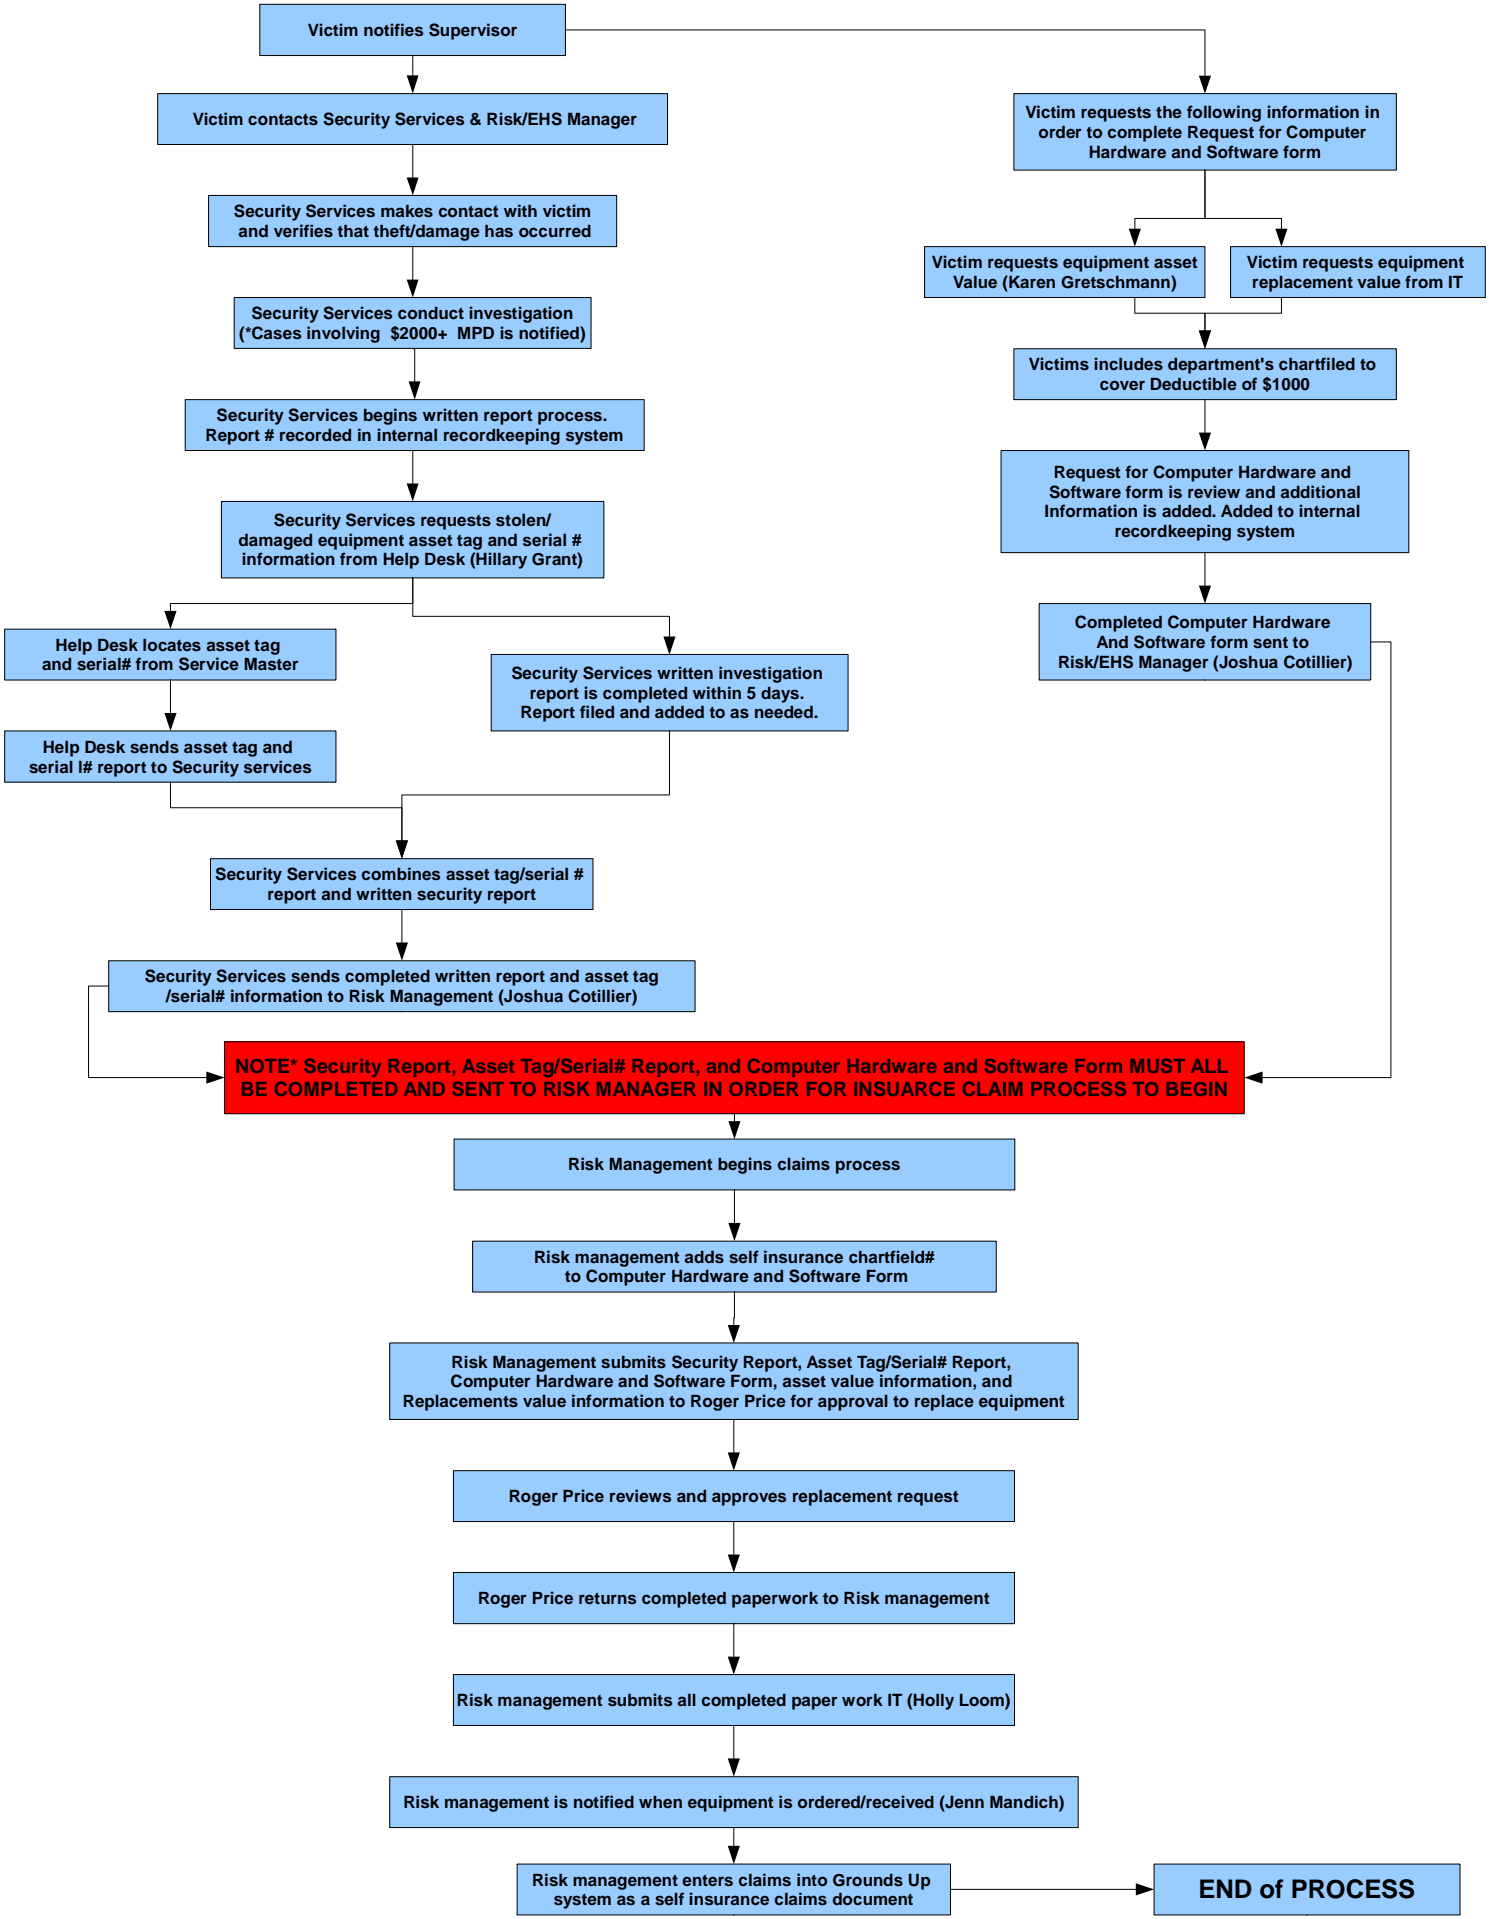 Victim notifies Supervisor
Victim contacts Security Services & Risk/EHS Manager
Security Services makes contact with victim
and verifies that theft/damage has occurred
Security Services conduct investigation
(*Cases involving $2000+ MPD is notified)
Security Services begins written report process.
Report # recorded in internal recordkeeping system
Security Services requests stolen/
damaged equipment asset tag and serial #
information from Help Desk (Hillary Grant)
Help Desk locates asset tag
and serial# from Service Master
Help Desk sends asset tag and
serial l# report to Security services
Security Services written investigation
report is completed within 5 days.
Report filed and added to as needed.
Security Services combines asset tag/serial #
report and written security report
Security Services sends completed written report and asset tag
/serial# information to Risk Management (Joshua Cotillier)
Victim requests the following information in
order to complete Request for Computer
Hardware and Software form
Victim requests equipment asset
Value (Karen Gretschmann)
Victim requests equipment
replacement value from IT
Victims includes department's chartfiled to
cover Deductible of $1000
Request for Computer Hardware and
Software form is review and additional
Information is added. Added to internal
recordkeeping system
Completed Computer Hardware
And Software form sent to
Risk/EHS Manager (Joshua Cotillier)
NOTE* Security Report, Asset Tag/Serial# Report, and Computer Hardware and Software Form MUST ALL
BE COMPLETED AND SENT TO RISK MANAGER IN ORDER FOR INSUARCE CLAIM PROCESS TO BEGIN
Risk Management begins claims process
Risk management adds self insurance chartfield#
to Computer Hardware and Software Form
Risk Management submits Security Report, Asset Tag/Serial# Report,
Computer Hardware and Software Form, asset value information, and
Replacements value information to Roger Price for approval to replace equipment
Roger Price reviews and approves replacement request
Roger Price returns completed paperwork to Risk management
Risk management submits all completed paper work IT (Holly Loom)
Risk management is notified when equipment is ordered/received (Jenn Mandich)
Risk management enters claims into Grounds Up
system as a self insurance claims document
END of PROCESS